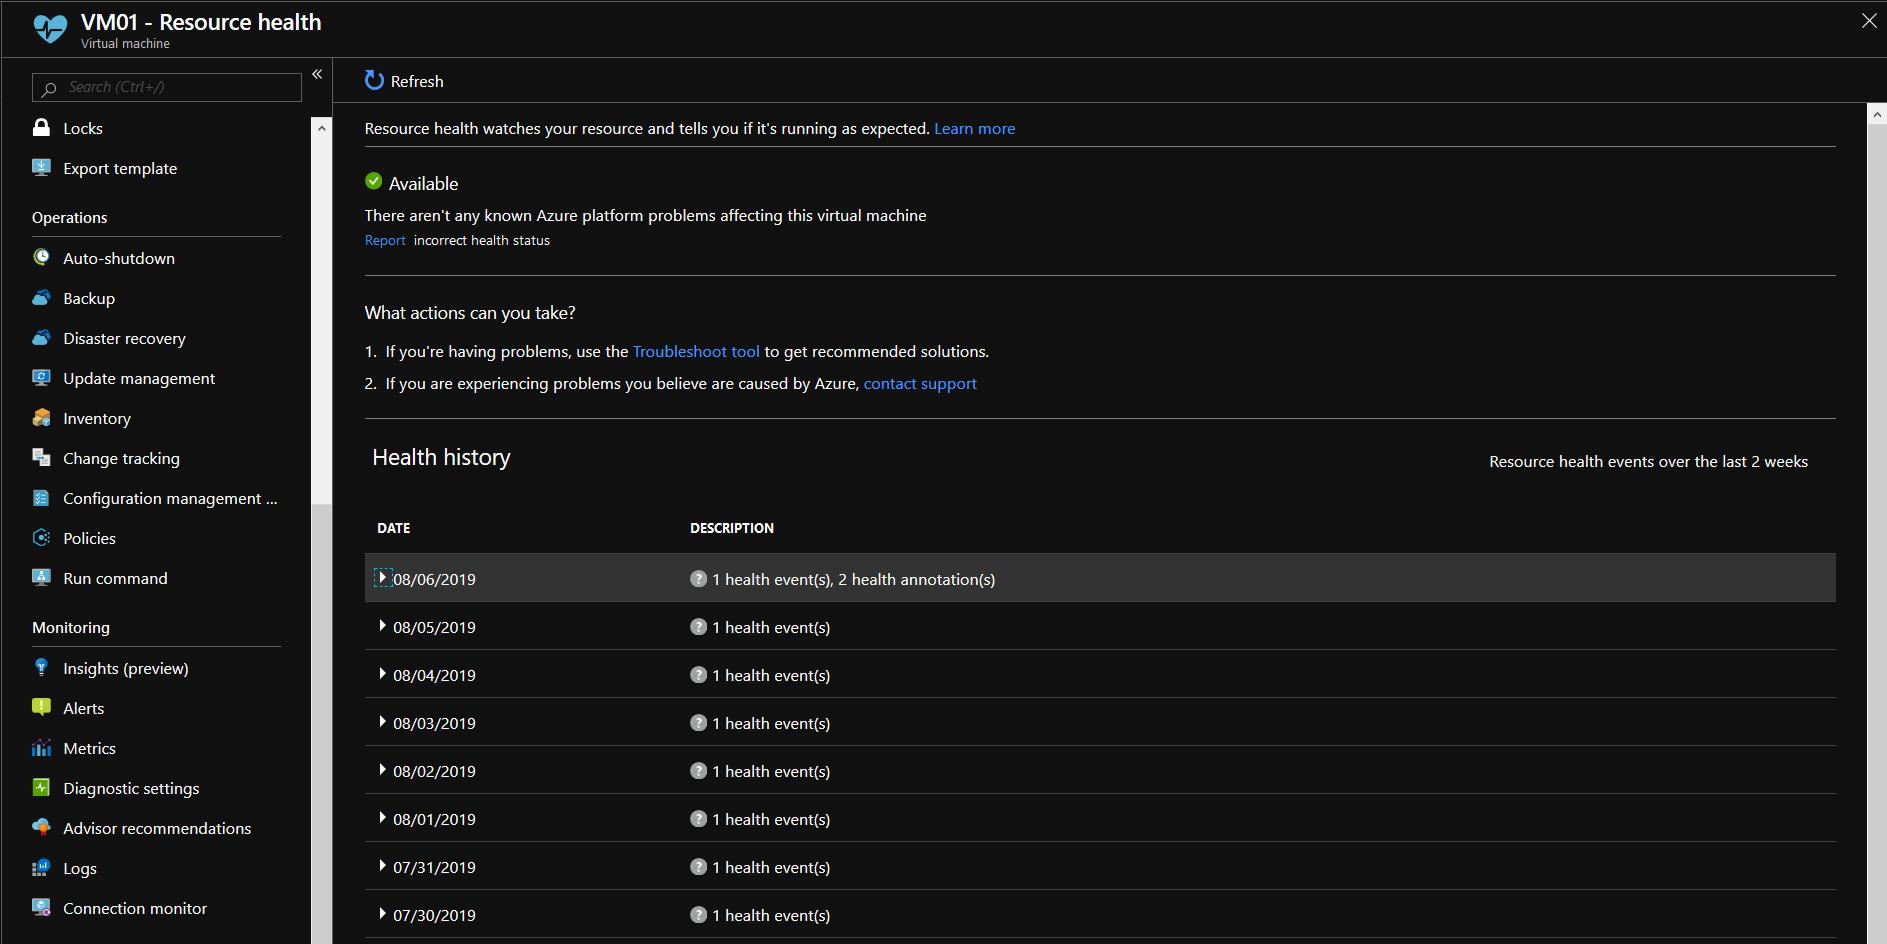 VM01 - Resource health
Virtual machine
Search (Ctrl+/)
«
Locks
Export template
Operations
Auto-shutdown
Backup
Disaster recovery
Update management
Inventory
Change tracking
Configuration management ...
Policies
Run command
Monitoring
Insights (preview)
Alerts
Metrics
Diagnostic settings
Advisor recommendations
Logs
Connection monitor
Refresh
Resource health watches your resource and tells you if it's running as expected. Learn more
Available
There aren't any known Azure platform problems affecting this virtual machine
Report incorrect health status
What actions can you take?
1. If you're having problems, use the Troubleshoot tool to get recommended solutions.
2. If you are experiencing problems you believe are caused by Azure, contact support
Health history
Resource health events over the last 2 weeks
DATE DESCRIPTION
08/06/2019 ? 1 health event(s), 2 health annotation(s)
08/05/2019 ? 1 health event(s)
08/04/2019 ? 1 health event(s)
08/03/2019 ? 1 health event(s)
08/02/2019 ? 1 health event(s)
08/01/2019 ? 1 health event(s)
07/31/2019 ? 1 health event(s)
07/30/2019 ? 1 health event(s)